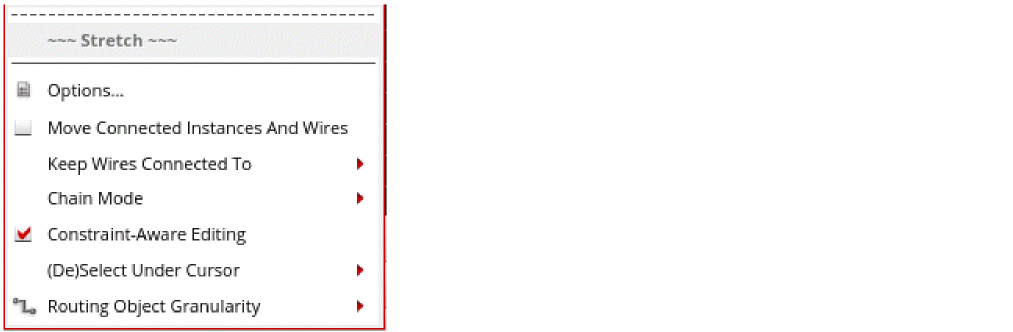 ~~~ Stretch ~~~
Options...
Move Connected Instances And Wires
Keep Wires Connected To
Chain Mode
Constraint-Aware Editing
(De)Select Under Cursor
Routing Object Granularity